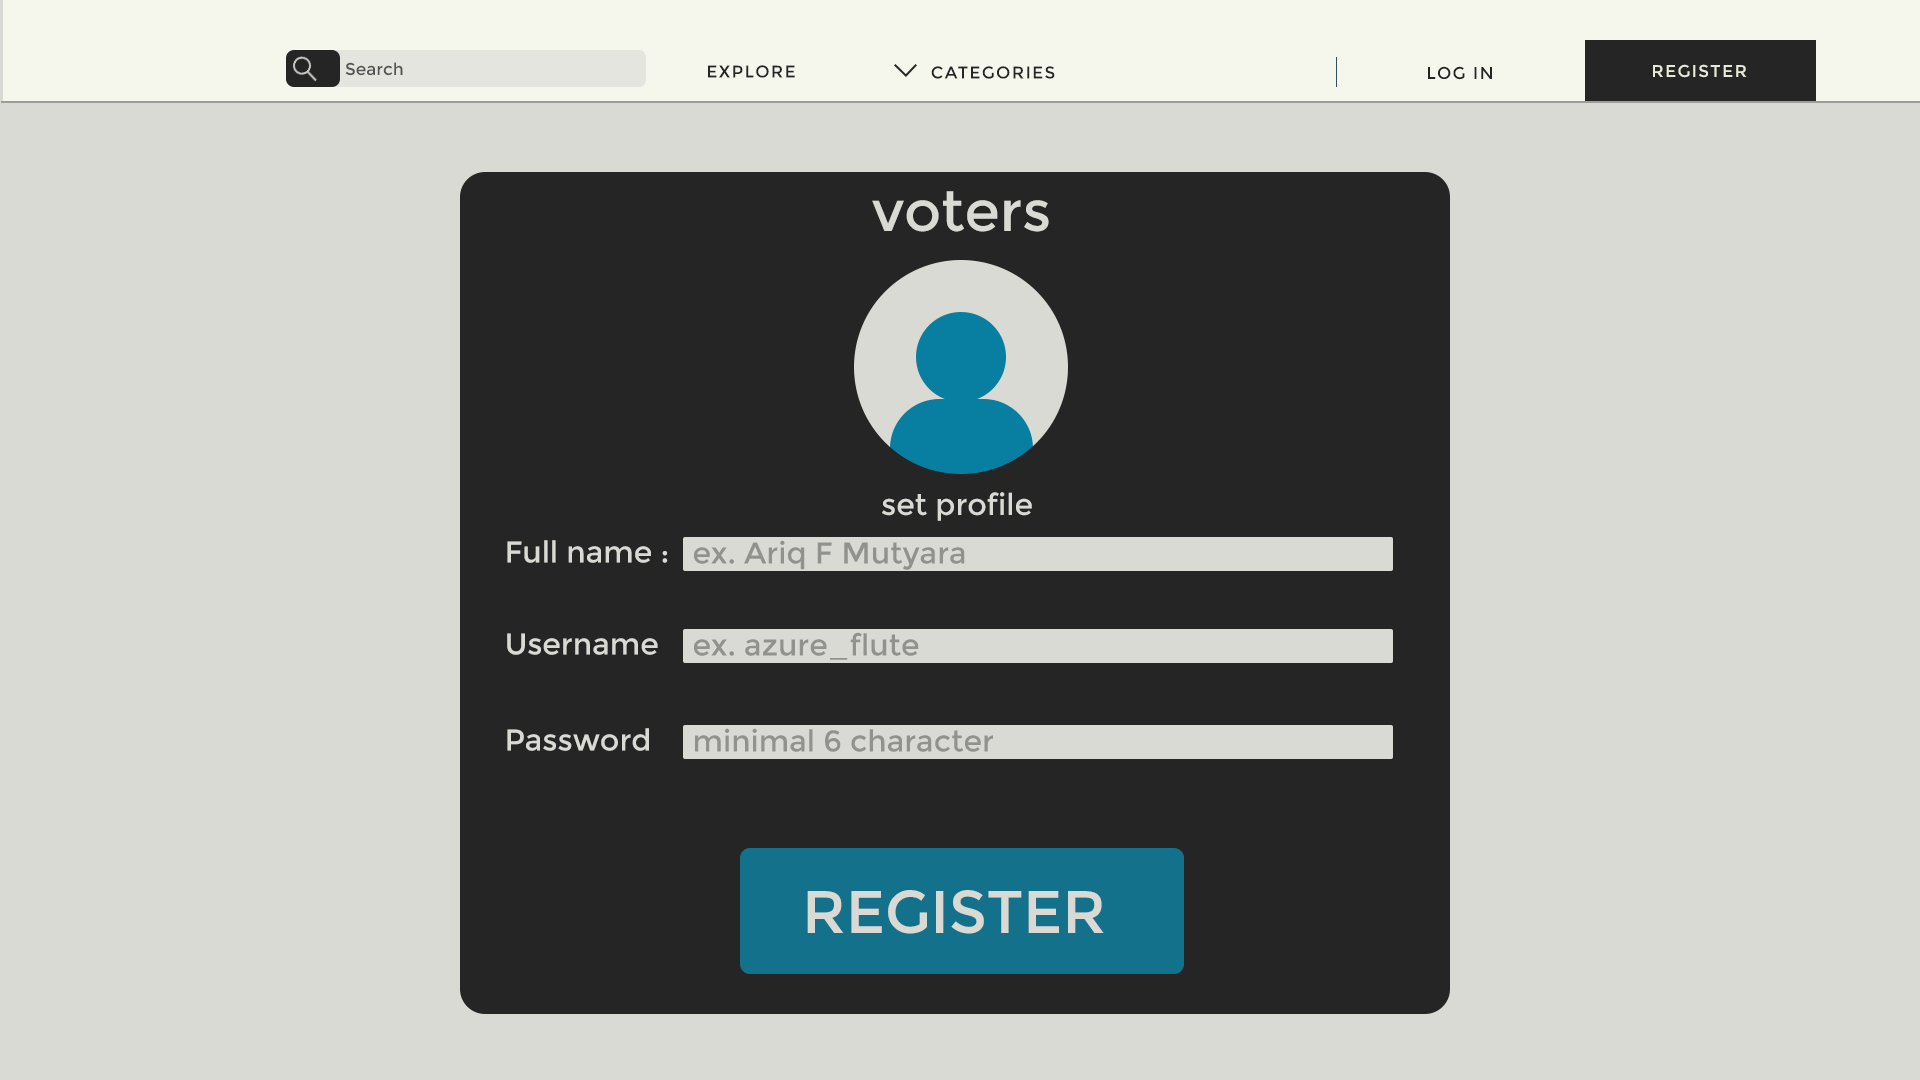 Search
EXPLORE
CATEGORIES
LOG IN
REGISTER
voters
set profile
Full name : ex. Ariq F Mutyara
Username ex. azure_flute
Password minimal 6 character
REGISTER